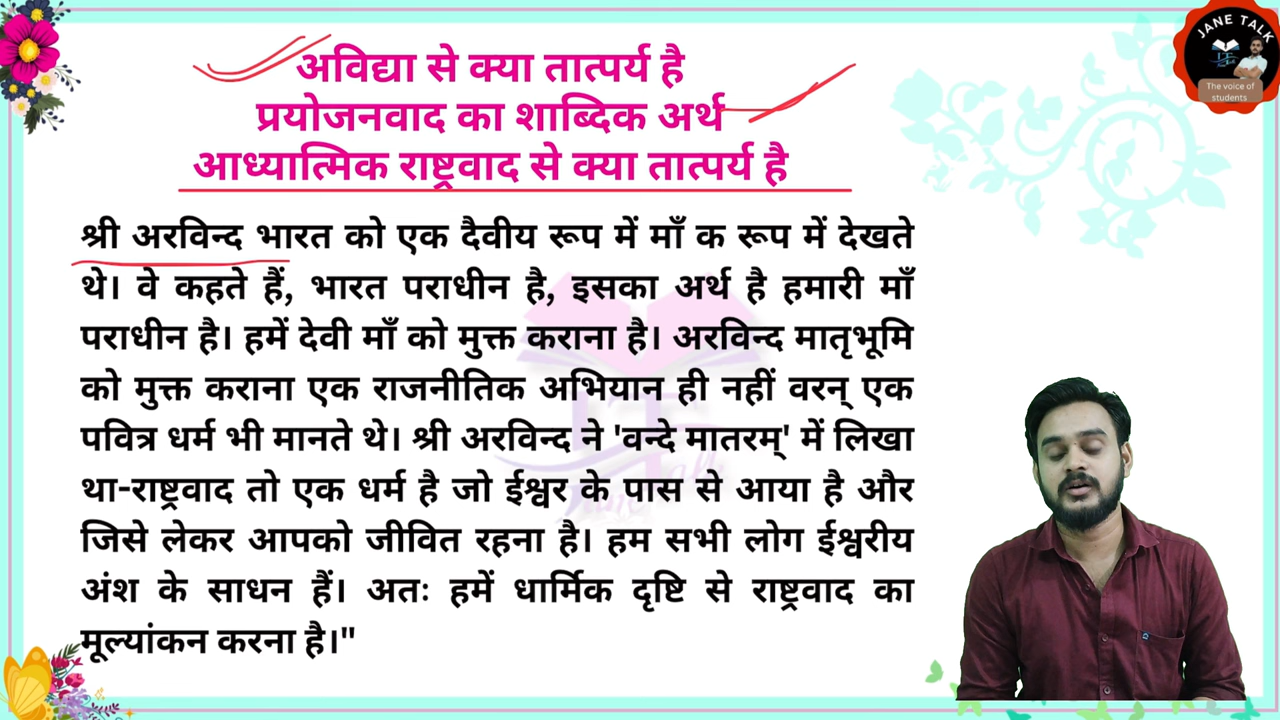 अविद्या से क्या तात्पर्य है
प्रयोजनवाद का शाब्दिक अर्थ
आध्यात्मिक राष्ट्रवाद से क्या तात्पर्य है
श्री अरविन्द भारत को एक दैवीय रूप में माँ क रूप में देखते
थे। वे कहते हैं, भारत पराधीन है, इसका अर्थ है हमारी माँ
पराधीन है। हमें देवी माँ को मुक्त कराना है। अरविन्द मातृभूमि
को मुक्त कराना एक राजनीतिक अभियान ही नहीं वरन् एक
पवित्र धर्म भी मानते थे। श्री अरविन्द ने 'वन्दे मातरम्' में लिखा
था-राष्ट्रवाद तो एक धर्म है जो ईश्वर के पास से आया है और
जिसे लेकर आपको जीवित रहना है। हम सभी लोग ईश्वरीय
अंश के साधन हैं। अतः हमें धार्मिक दृष्टि से राष्ट्रवाद का
मूल्यांकन करना है।"
JANE TALK
The voice of
students